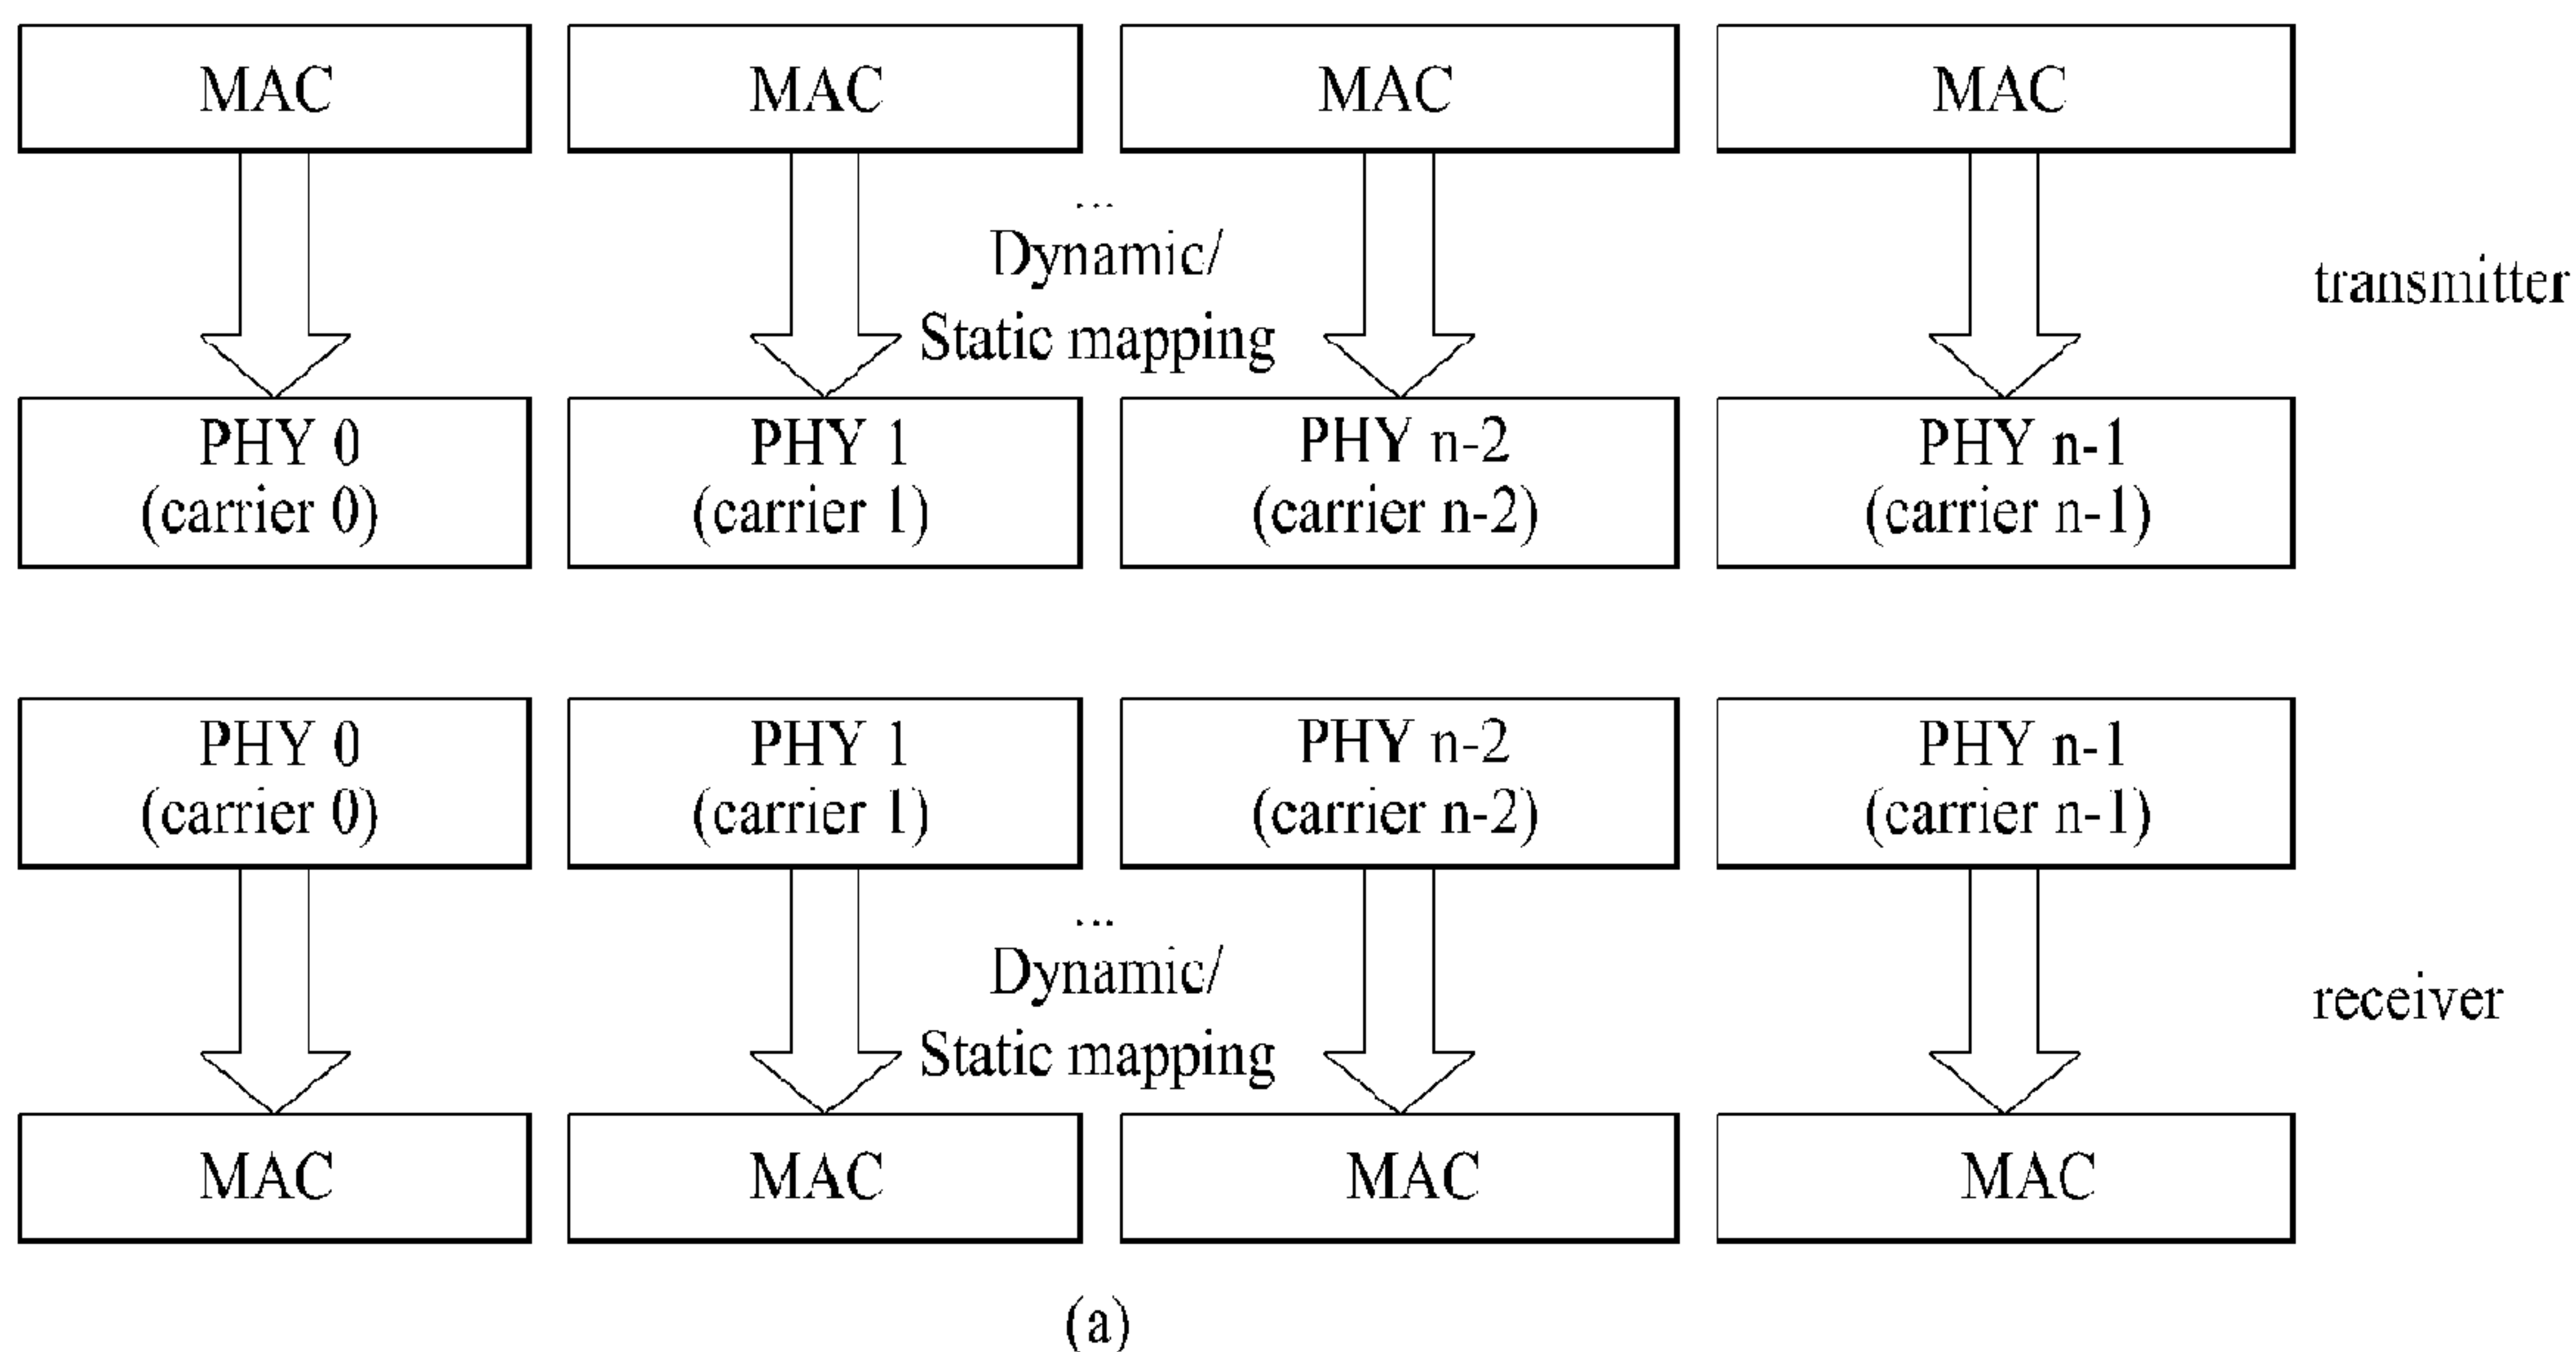 MAC MAC MAC MAC
...
Dynamic/
Static mapping
transmitter
PHY 0 PHY 1 PHY n-2 PHY n-1
(carrier 0) (carrier 1) (carrier n-2) (carrier n-1)
PHY 0 PHY 1 PHY n-2 PHY n-1
(carrier 0) (carrier 1) (carrier n-2) (carrier n-1)
...
Dynamic/
Static mapping
receiver
MAC MAC MAC MAC
(a)